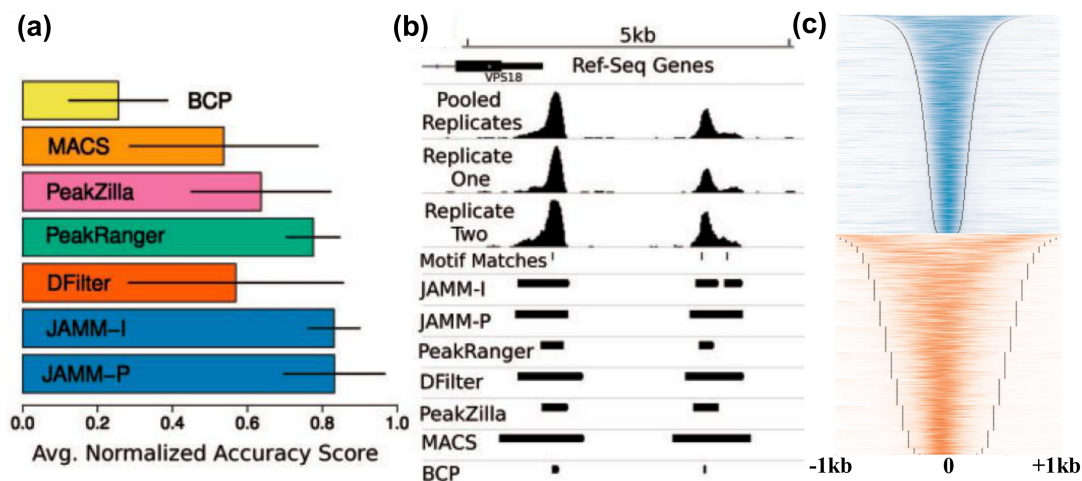 (a)
BCP
MACS
PeakZilla
PeakRanger
DFilter
JAMM-I
JAMM-P
0.0 0.2 0.4 0.6 0.8 1.0
Avg. Normalized Accuracy Score
(b)
5kb
VPS18
Ref-Seq Genes
Pooled
Replicates
Replicate
One
Replicate
Two
Motif Matches
JAMM-I
JAMM-P
PeakRanger
DFilter
PeakZilla
MACS
BCP
(c)
-1kb 0 +1kb